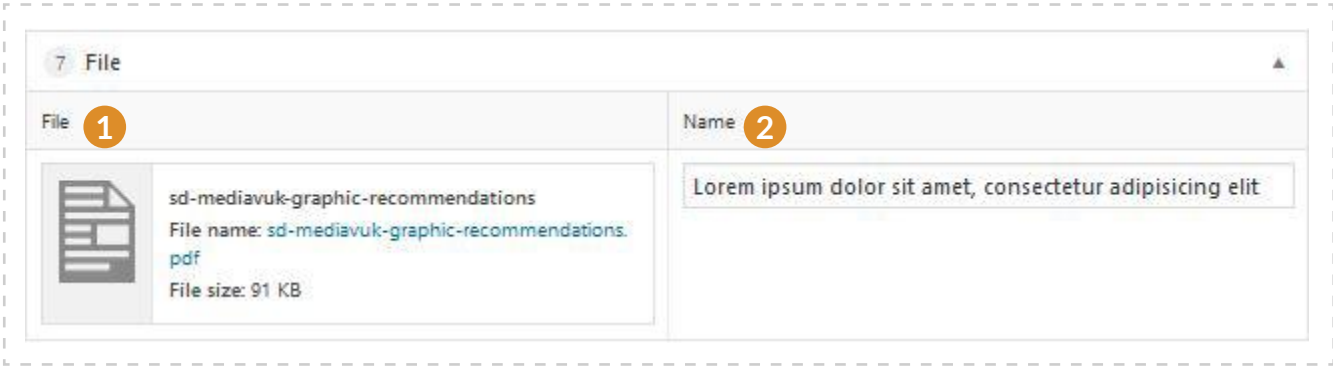 7 File
File 1
Name 2
sd-mediavuk-graphic-recommendations
File name: sd-mediavuk-graphic-recommendations.
pdf
File size: 91 KB
Lorem ipsum dolor sit amet, consectetur adipisicing elit